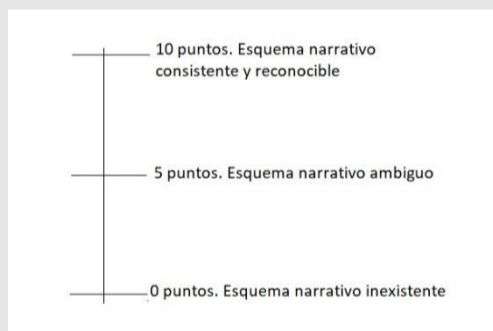 10 puntos. Esquema narrativo
consistente y reconocible
5 puntos. Esquema narrativo ambiguo
0 puntos. Esquema narrativo inexistente